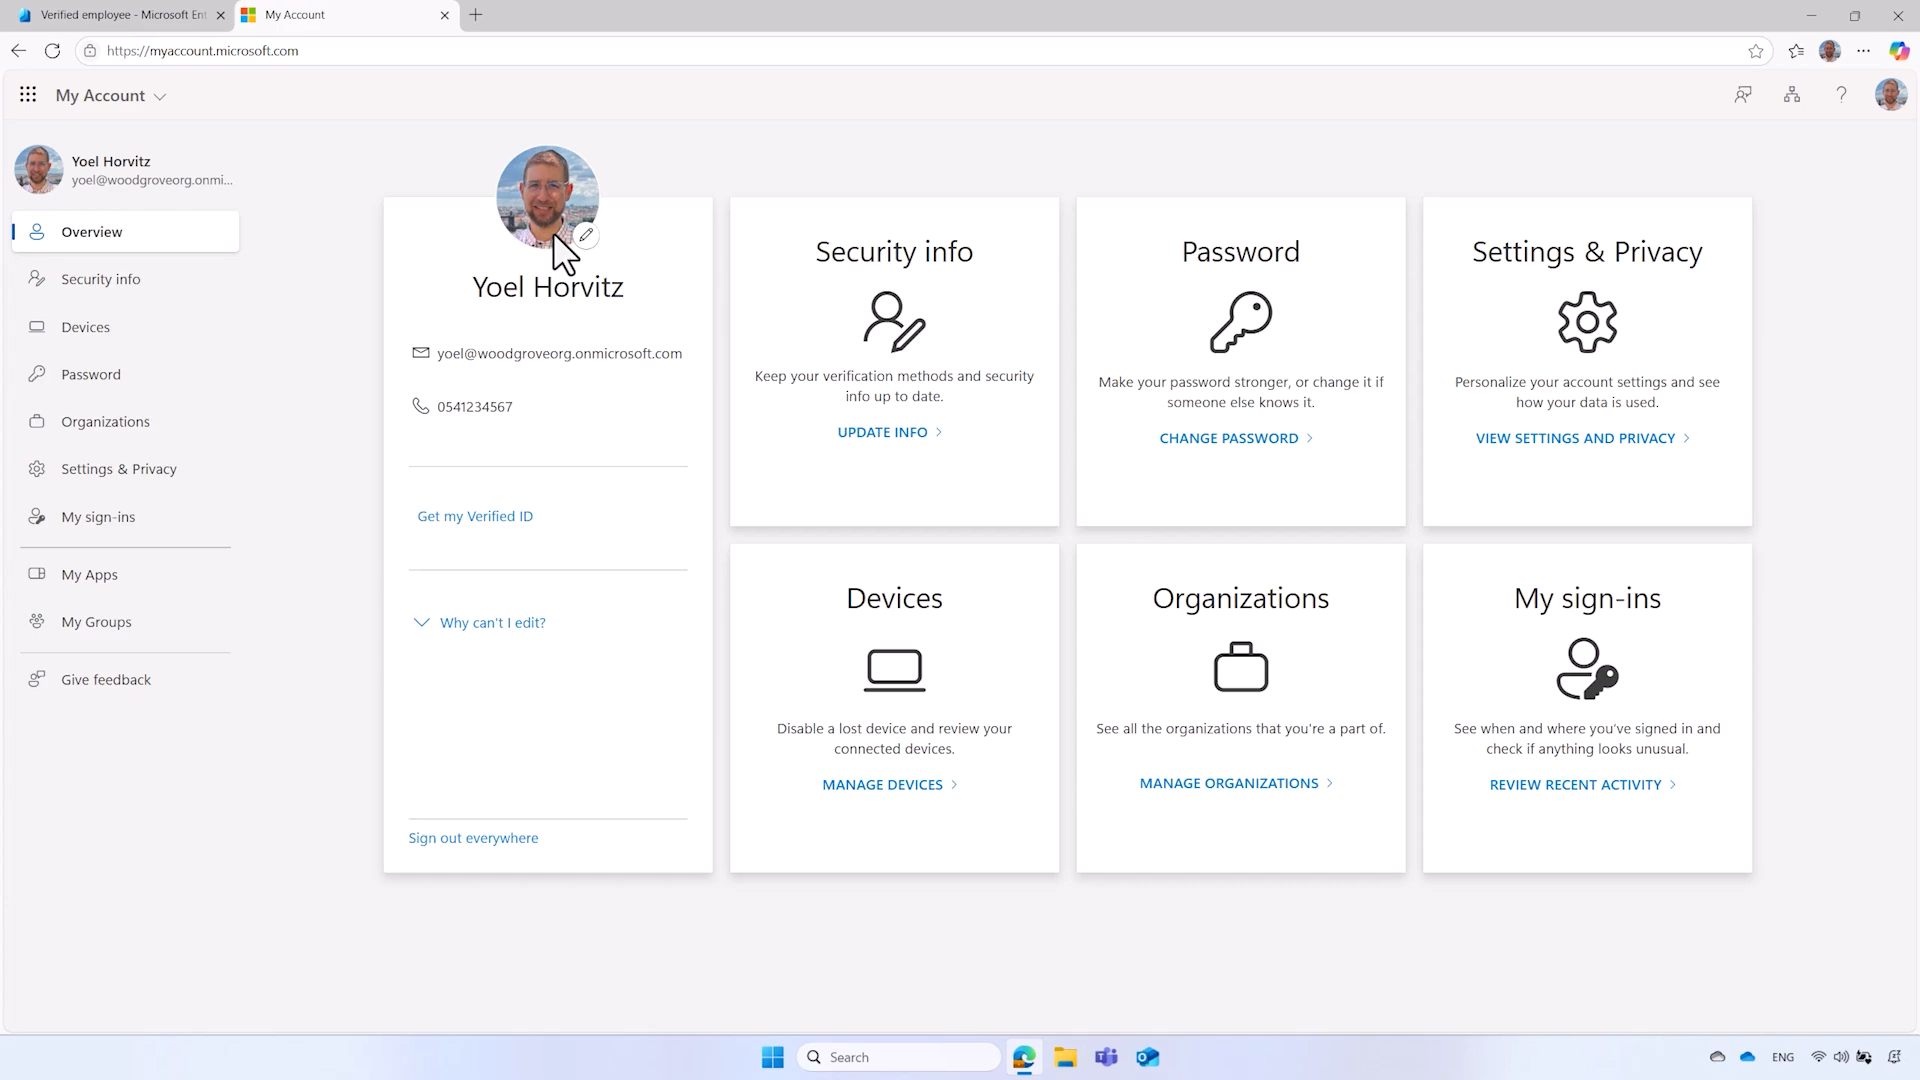 Verified employee - Microsoft Ent
My Account
https://myaccount.microsoft.com
My Account
Yoel Horvitz
yoel@woodgroveorg.onmi...
Overview
Security info
Devices
Password
Organizations
Settings & Privacy
My sign-ins
My Apps
My Groups
Give feedback
Yoel Horvitz
yoel@woodgroveorg.onmicrosoft.com
0541234567
Get my Verified ID
Why can't I edit?
Sign out everywhere
Security info
Keep your verification methods and security
info up to date.
UPDATE INFO
Password
Make your password stronger, or change it if
someone else knows it.
CHANGE PASSWORD
Settings & Privacy
Personalize your account settings and see
how your data is used.
VIEW SETTINGS AND PRIVACY
Devices
Disable a lost device and review your
connected devices.
MANAGE DEVICES
Organizations
See all the organizations that you're a part of.
MANAGE ORGANIZATIONS
My sign-ins
See when and where you've signed in and
check if anything looks unusual.
REVIEW RECENT ACTIVITY
Search
ENG